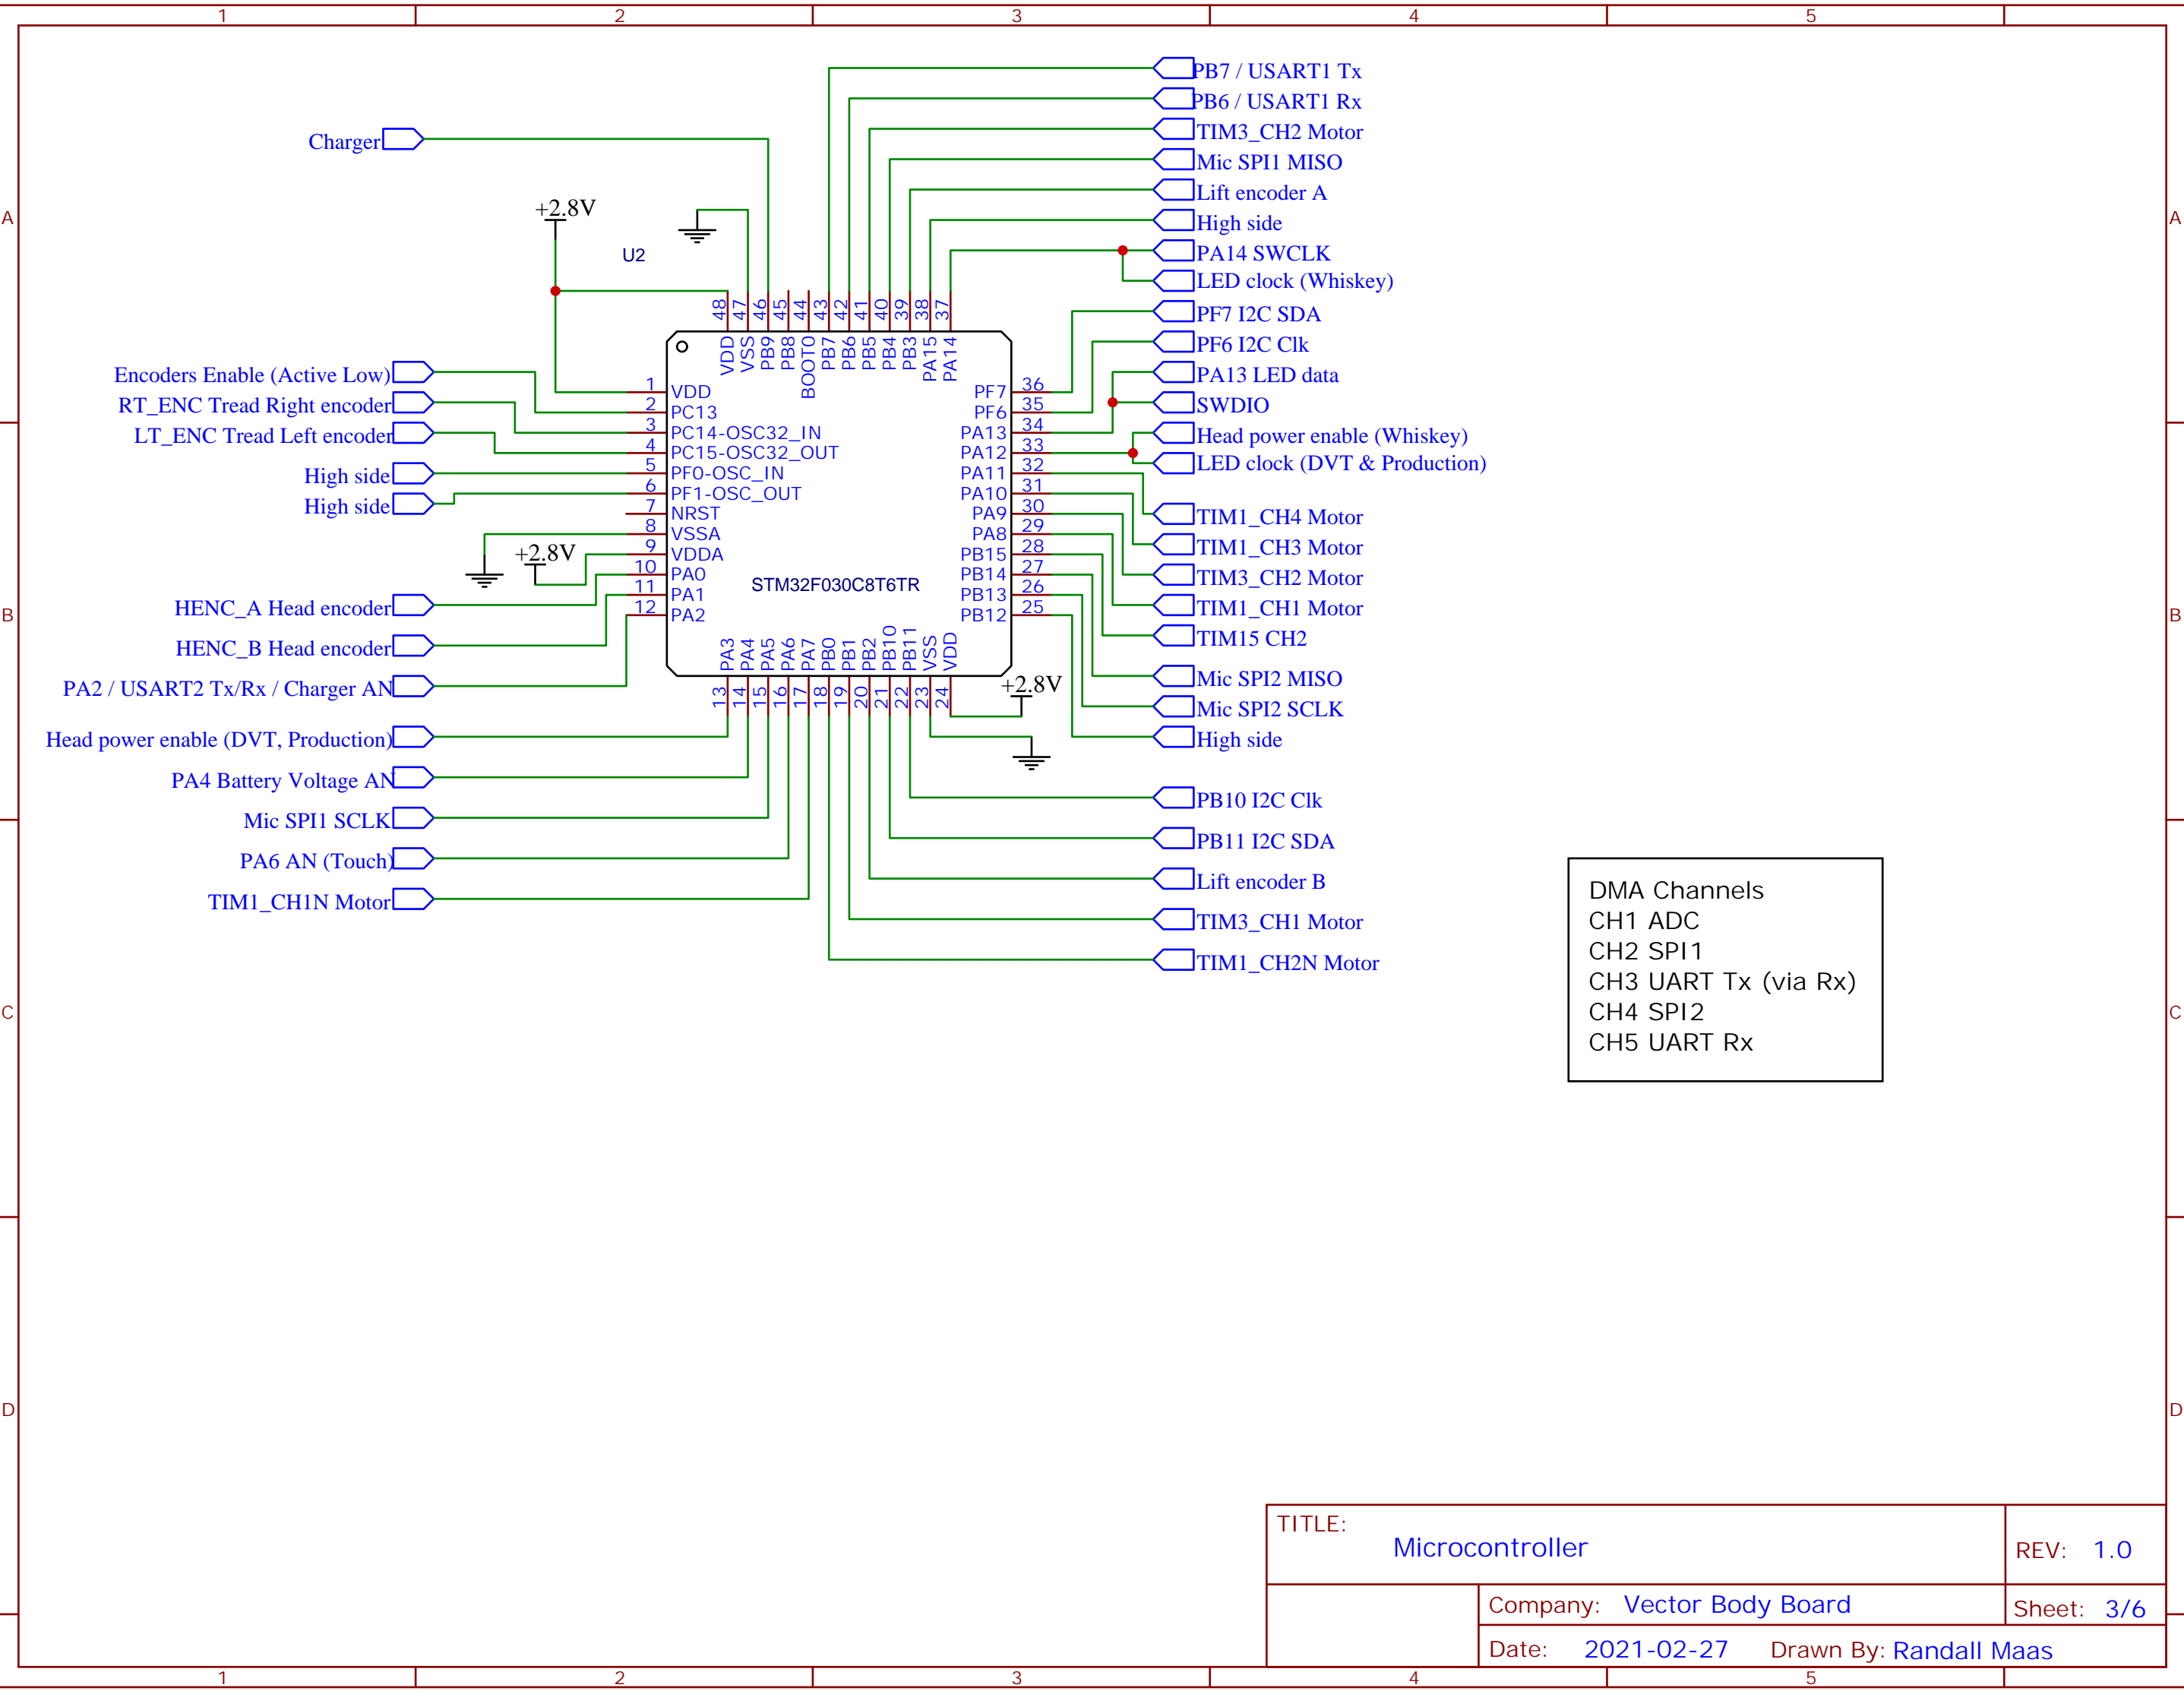 1 2 3 4 5
PB7 / USART1 Tx
PB6 / USART1 Rx
TIM3_CH2 Motor
Charger
Mic SPI1 MISO
Lift encoder A
A
+2.8V
High side
A
U2
PA14 SWCLK
LED clock (Whiskey)
48 47 46 45 44 43 42 41 40 39 38 37
VDD VSS PB9 PB8 BOOT0 PB7 PB6 PB5 PB4 PB3 PA15 PA14
PF7 I2C SDA
PF6 I2C Clk
PA13 LED data
SWDIO
Head power enable (Whiskey)
LED clock (DVT & Production)
Encoders Enable (Active Low)
RT_ENC Tread Right encoder
LT_ENC Tread Left encoder
High side
High side
1 VDD
2 PC13
3 PC14-OSC32_IN
4 PC15-OSC32_OUT
5 PF0-OSC_IN
6 PF1-OSC_OUT
7 NRST
8 VSSA
9 VDDA
10 PA0
11 PA1
12 PA2
PF7 36
PF6 35
PA13 34
PA12 33
PA11 32
PA10 31
PA9 30
PA8 29
PB15 28
PB14 27
PB13 26
PB12 25
+2.8V
STM32F030C8T6TR
TIM1_CH4 Motor
TIM1_CH3 Motor
TIM3_CH2 Motor
TIM1_CH1 Motor
TIM15 CH2
Mic SPI2 MISO
Mic SPI2 SCLK
High side
B
B
HENC_A Head encoder
HENC_B Head encoder
PA2 / USART2 Tx/Rx / Charger AN
PA3 PA4 PA5 PA6 PA7 PB0 PB1 PB2 PB10 PB11 VSS VDD
13 14 15 16 17 18 19 20 21 22 23 24
+2.8V
Head power enable (DVT, Production)
PA4 Battery Voltage AN
Mic SPI1 SCLK
PA6 AN (Touch)
TIM1_CH1N Motor
PB10 I2C Clk
PB11 I2C SDA
Lift encoder B
TIM3_CH1 Motor
TIM1_CH2N Motor
DMA Channels
CH1 ADC
CH2 SPI1
CH3 UART Tx (via Rx)
CH4 SPI2
CH5 UART Rx
C
C
D
D
TITLE:
Microcontroller
REV: 1.0
Company: Vector Body Board
Sheet: 3/6
Date: 2021-02-27 Drawn By: Randall Maas
1 2 3 4 5